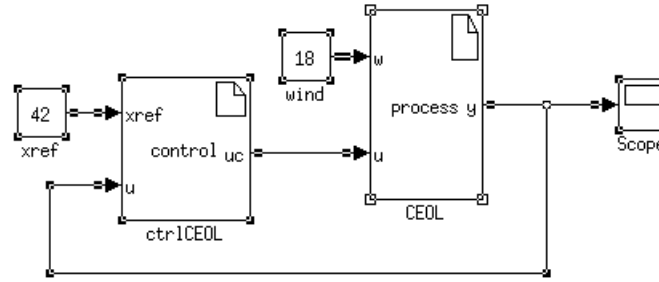 18
w
wind
process y
42
xref
xref
control uc
u
u
Scope
ctrlCEOL
CEOL